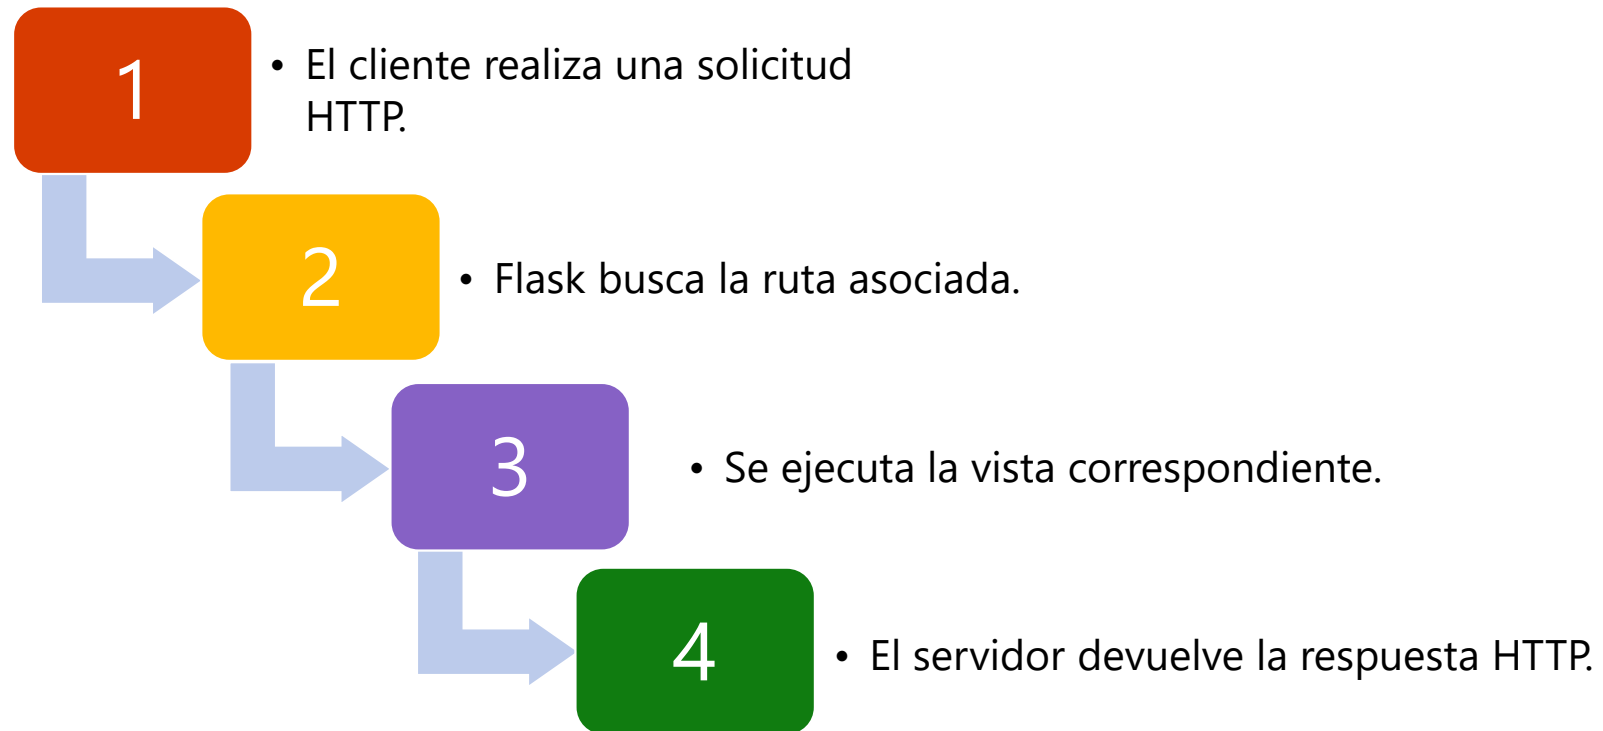 1
• El cliente realiza una solicitud
HTTP.
2
• Flask busca la ruta asociada.
3
• Se ejecuta la vista correspondiente.
4
• El servidor devuelve la respuesta HTTP.